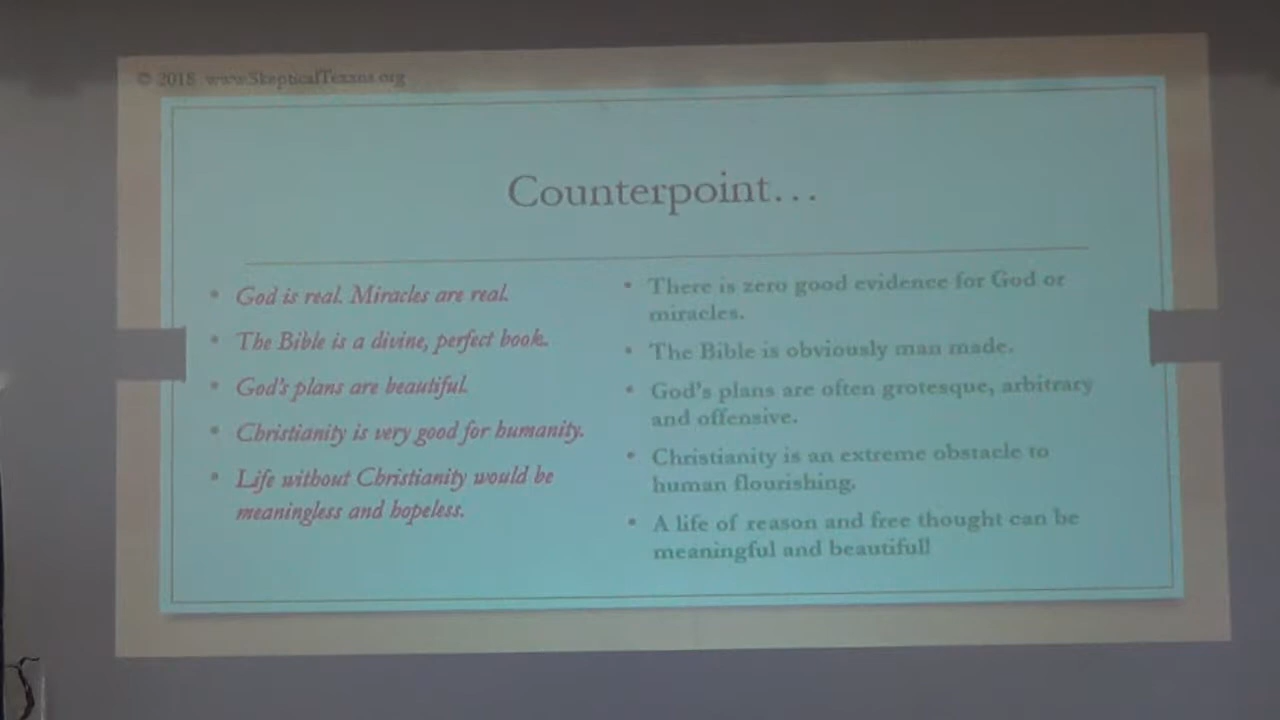 © 2018 www.SkepticalTexans.org
Counterpoint...
• God is real. Miracles are real.
• The Bible is a divine, perfect book.
• God's plans are beautiful.
• Christianity is very good for humanity.
• Life without Christianity would be
meaningless and hopeless.
• There is zero good evidence for God or
miracles.
• The Bible is obviously man made.
• God's plans are often grotesque, arbitrary
and offensive.
• Christianity is an extreme obstacle to
human flourishing.
• A life of reason and free thought can be
meaningful and beautiful!